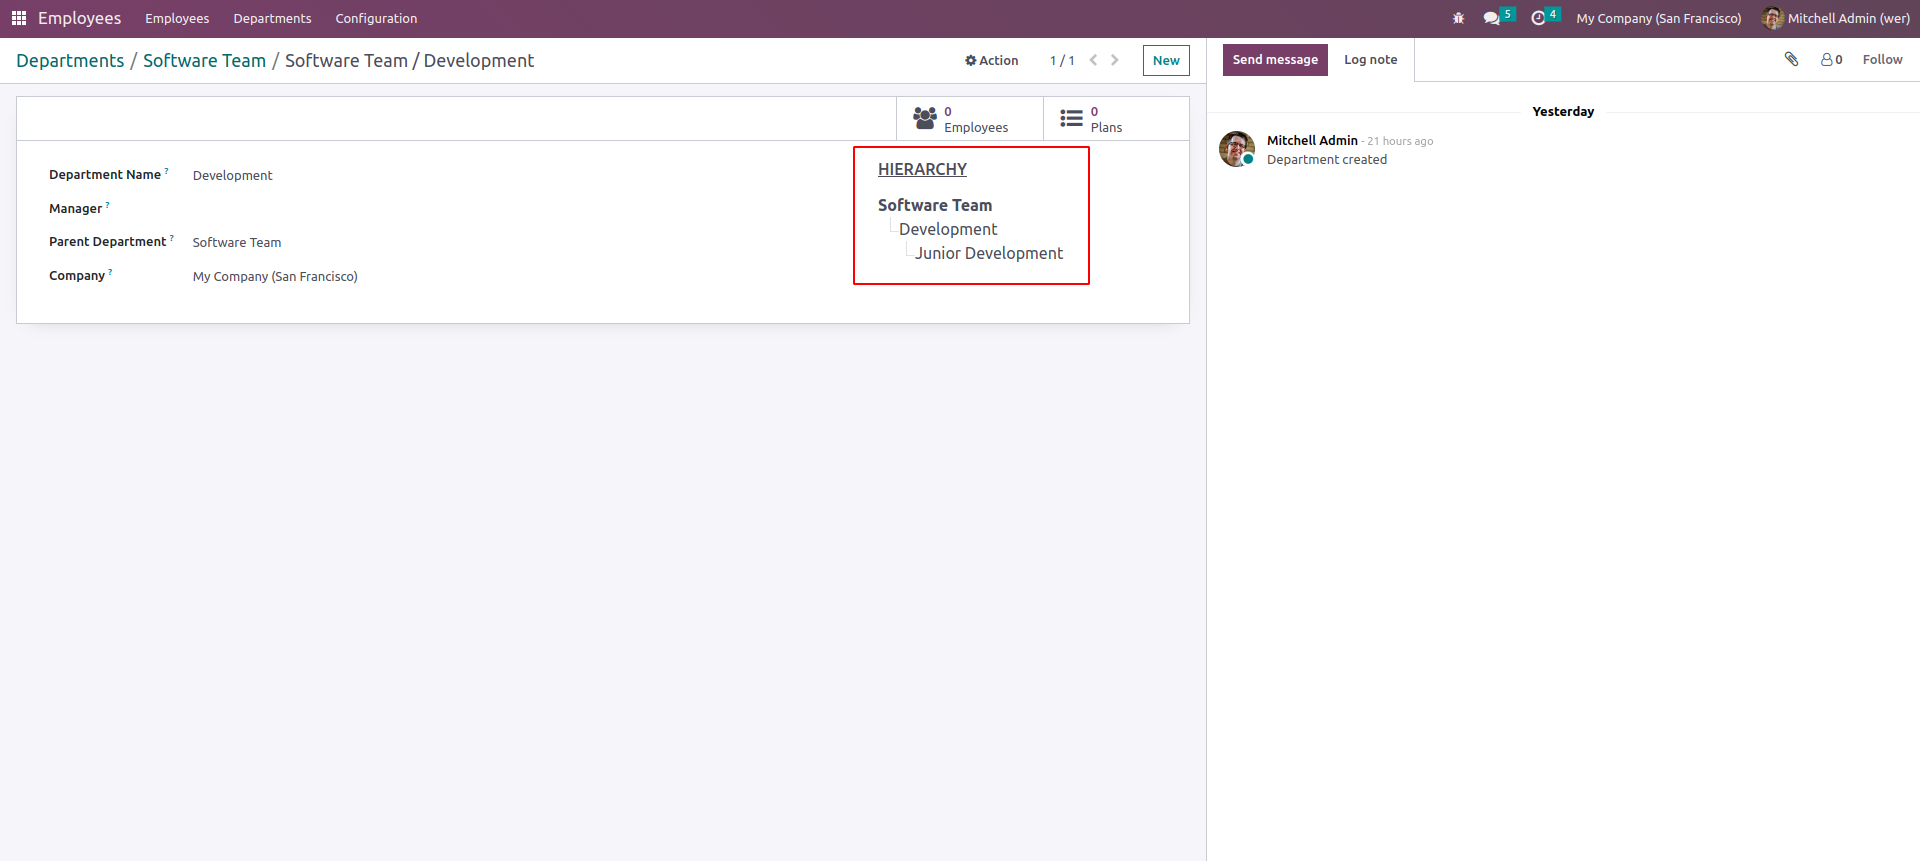 Employees Employees Departments Configuration 5 4 My Company (San Francisco) Mitchell Admin (wer)
Departments / Software Team / Software Team / Development Action 1 / 1 New
Send message Log note 0 Follow
0
Employees
0
Plans
Department Name ? Development
Manager ?
Parent Department ? Software Team
Company ? My Company (San Francisco)
HIERARCHY
Software Team
Development
Junior Development
Yesterday
Mitchell Admin - 21 hours ago
Department created